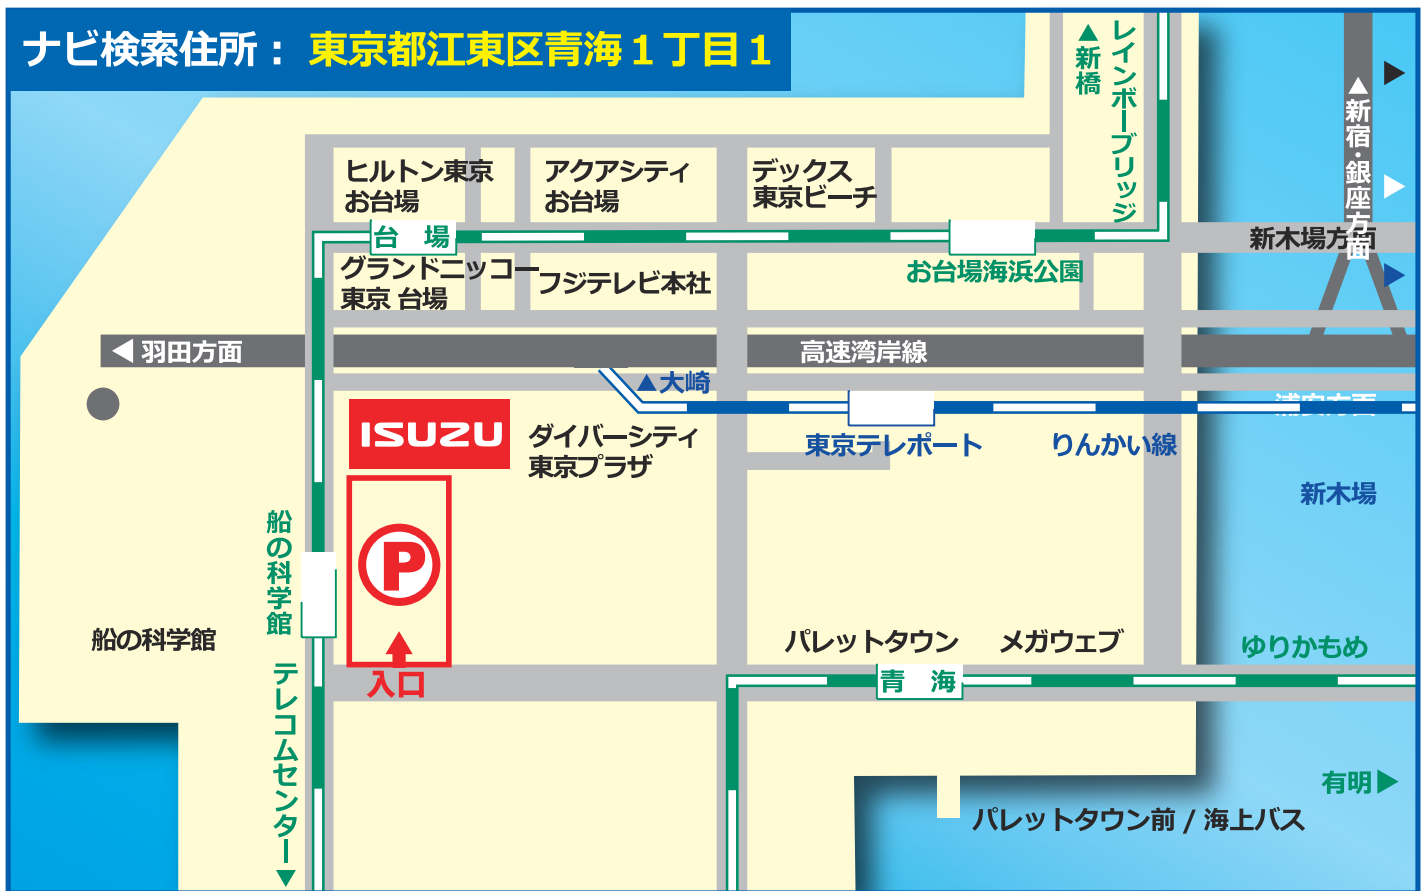 ナビ検索住所： 東京都江東区青海１丁目１
▲新橋
レインボーブリッジ
▲新宿・銀座方面
ヒルトン東京
お台場
アクアシティ
お台場
デックス
東京ビーチ
台　場
新木場方面
お台場海浜公園
グランドニッコー
東京 台場
フジテレビ本社
◀羽田方面
高速湾岸線
▲大崎
浦安方面
ISUZU
ダイバーシティ
東京プラザ
東京テレポート
りんかい線
新木場
船の科学館
P
船の科学館
パレットタウン
メガウェブ
ゆりかもめ
入口
青　海
テレコムセンター▼
有明▶
パレットタウン前 / 海上バス